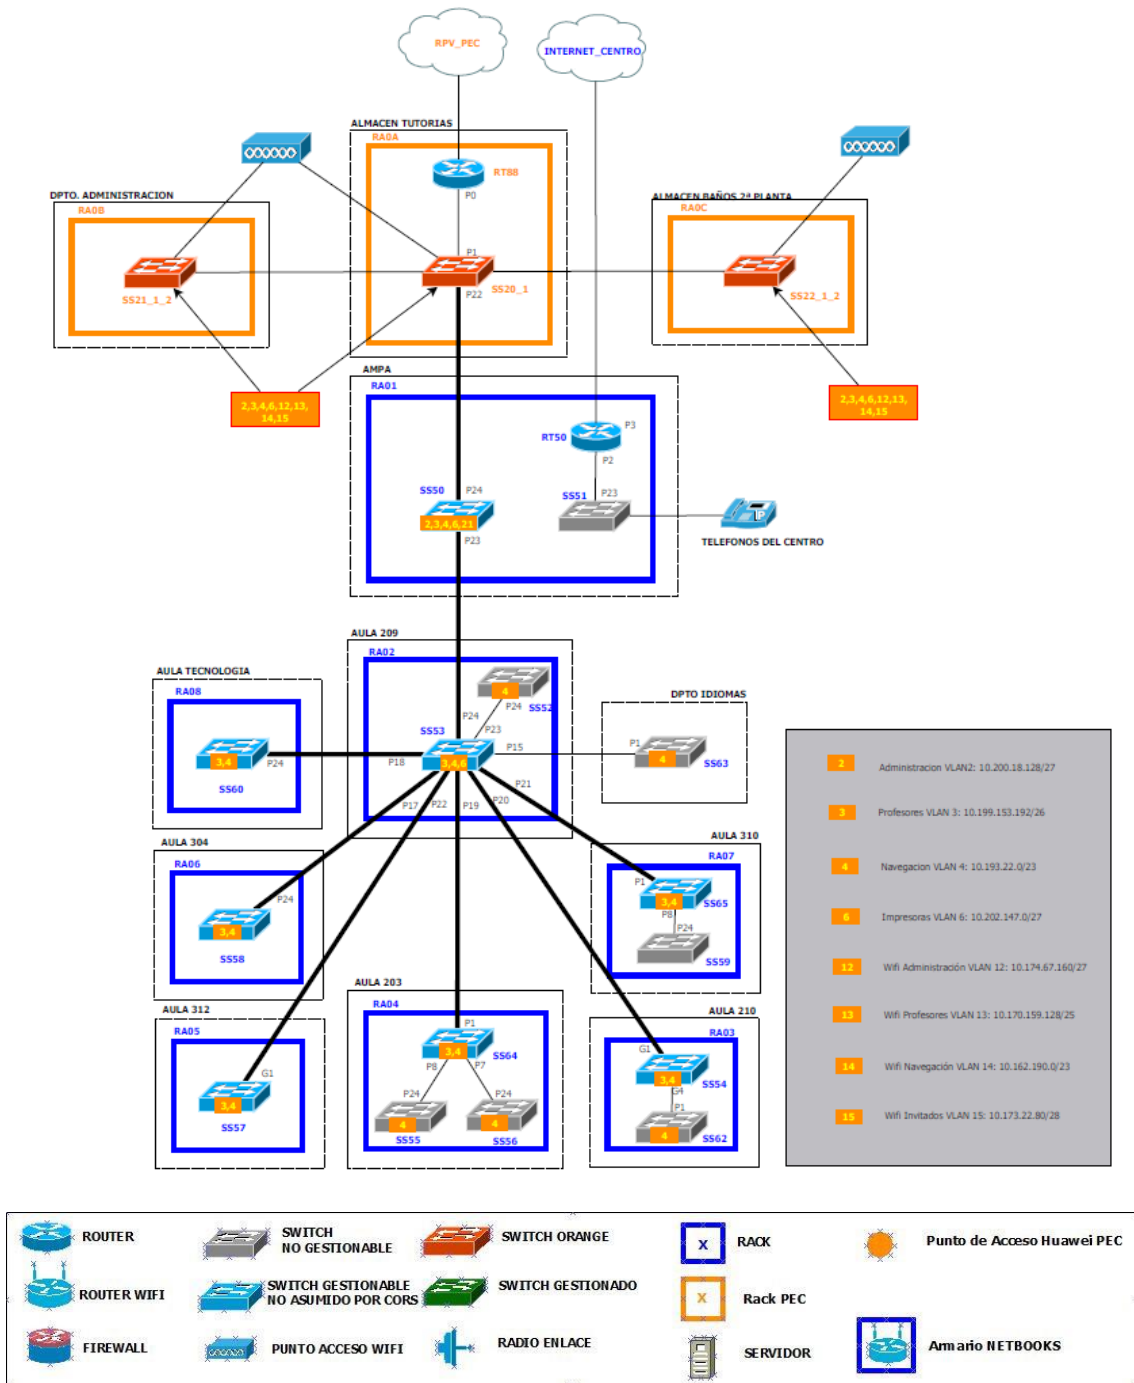 RPV_PEC
INTERNET_CENTRO
ALMACEN TUTORIAS
RA0A
RT88
P0
P1
SS20_1
P22
DPTO. ADMINISTRACION
RA0B
SS21_1_2
ALMACEN BAÑOS 2ª PLANTA
RA0C
SS22_1_2
2,3,4,6,12,13,
14,15
2,3,4,6,12,13,
14,15
AMPA
RA01
RT50
P3
P2
SS50
P24
2,3,4,6,21
P23
SS51
P23
IP
TELEFONOS DEL CENTRO
AULA 209
RA02
4
SS52
P24
P24
P23
SS53
3,4,6
P15
P18
P21
P20
P17
P22
P19
AULA TECNOLOGIA
RA08
3,4
P24
SS60
DPTO IDIOMAS
P1
4
SS63
AULA 304
RA06
P24
3,4
SS58
AULA 310
RA07
P1
3,4
SS65
P8
P24
SS59
AULA 312
RA05
G1
3,4
SS57
AULA 203
RA04
P1
3,4
SS64
P8
P7
P24
P24
4
4
SS55
SS56
AULA 210
RA03
G1
3,4
SS54
G4
P1
4
SS62
2 Administracion VLAN2: 10.200.18.128/27
3 Profesores VLAN 3: 10.199.153.192/26
4 Navegacion VLAN 4: 10.193.22.0/23
6 Impresoras VLAN 6: 10.202.147.0/27
12 Wifi Administración VLAN 12: 10.174.67.160/27
13 Wifi Profesores VLAN 13: 10.170.159.128/25
14 Wifi Navegación VLAN 14: 10.162.190.0/23
15 Wifi Invitados VLAN 15: 10.173.22.80/28
ROUTER
SWITCH
NO GESTIONABLE
SWITCH ORANGE
X
RACK
Punto de Acceso Huawei PEC
ROUTER WIFI
SWITCH GESTIONABLE
NO ASUMIDO POR CORS
SWITCH GESTIONADO
X
Rack PEC
FIREWALL
PUNTO ACCESO WIFI
RADIO ENLACE
SERVIDOR
Armario NETBOOKS